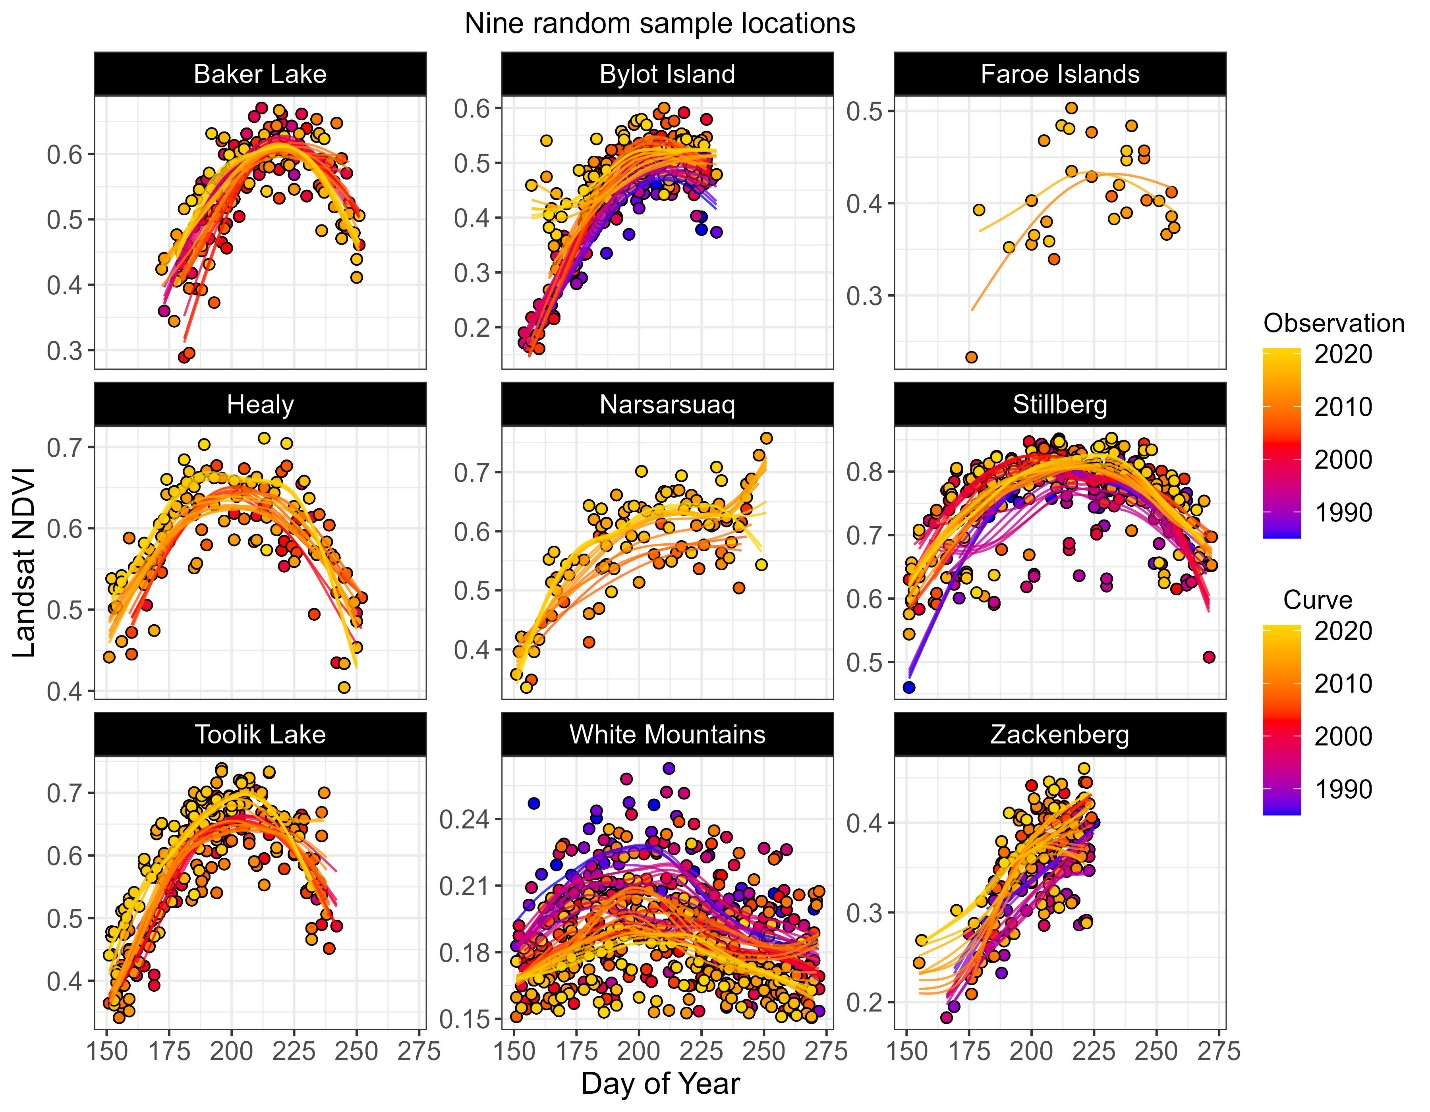 Nine random sample locations
Baker Lake
Bylot Island
Faroe Islands
0.6
0.5
0.4
0.3
0.6
0.5
0.4
0.3
0.2
0.5
0.4
0.3
Healy
Narsarsuaq
Stillberg
0.7
0.6
0.5
0.4
0.7
0.6
0.5
0.4
0.8
0.7
0.6
0.5
Toolik Lake
White Mountains
Zackenberg
0.7
0.6
0.5
0.4
0.24
0.21
0.18
0.15
0.4
0.3
0.2
150 175 200 225 250 275
150 175 200 225 250 275
150 175 200 225 250 275
Landsat NDVI
Day of Year
Observation
2020
2010
2000
1990
Curve
2020
2010
2000
1990